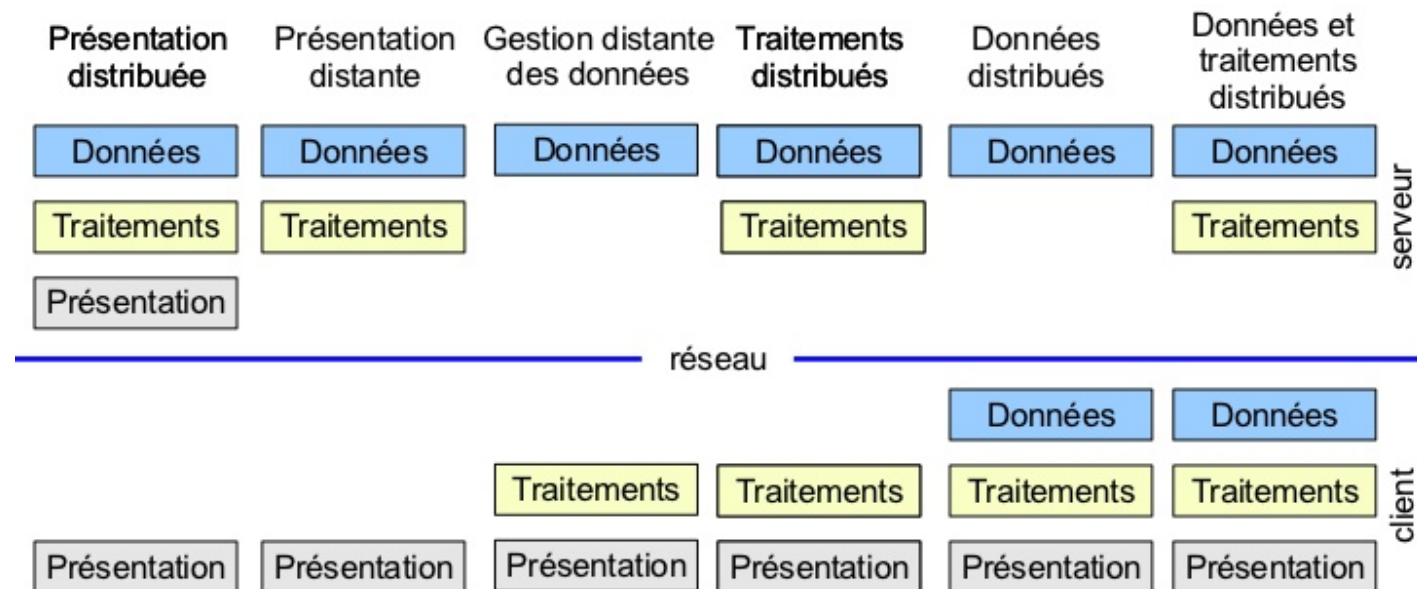 Présentation
distribuée
Présentation
distante
Gestion distante
des données
Traitements
distribués
Données
distribués
Données et
traitements
distribués
Données
Données
Données
Données
Données
Données
Traitements
Traitements
Traitements
Traitements
Présentation
serveur
réseau
Données
Données
Traitements
Traitements
Traitements
Traitements
Présentation
Présentation
Présentation
Présentation
Présentation
Présentation
client